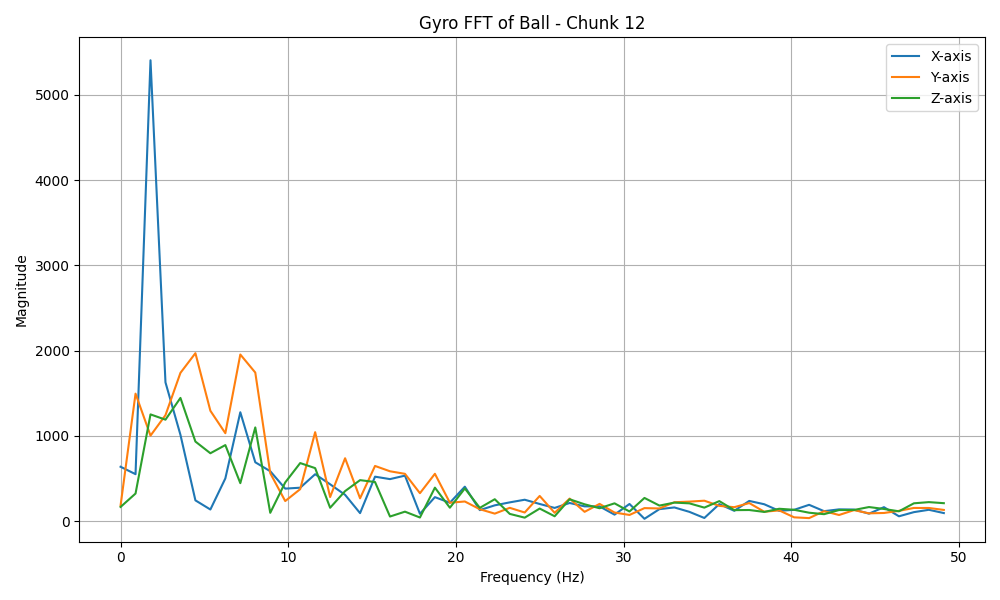 Gyro FFT of Ball - Chunk 12
X-axis
Y-axis
Z-axis
Magnitude
5000
4000
3000
2000
1000
0
0 10 20 30 40 50
Frequency (Hz)